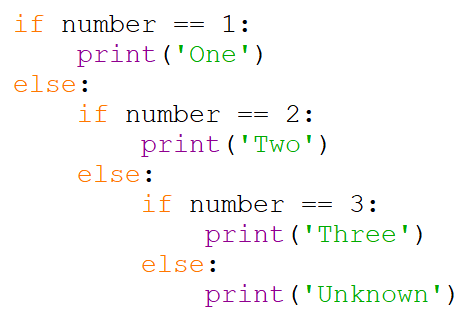 if number == 1:
    print('One')
else:
    if number == 2:
        print('Two')
    else:
        if number == 3:
            print('Three')
        else:
            print('Unknown')